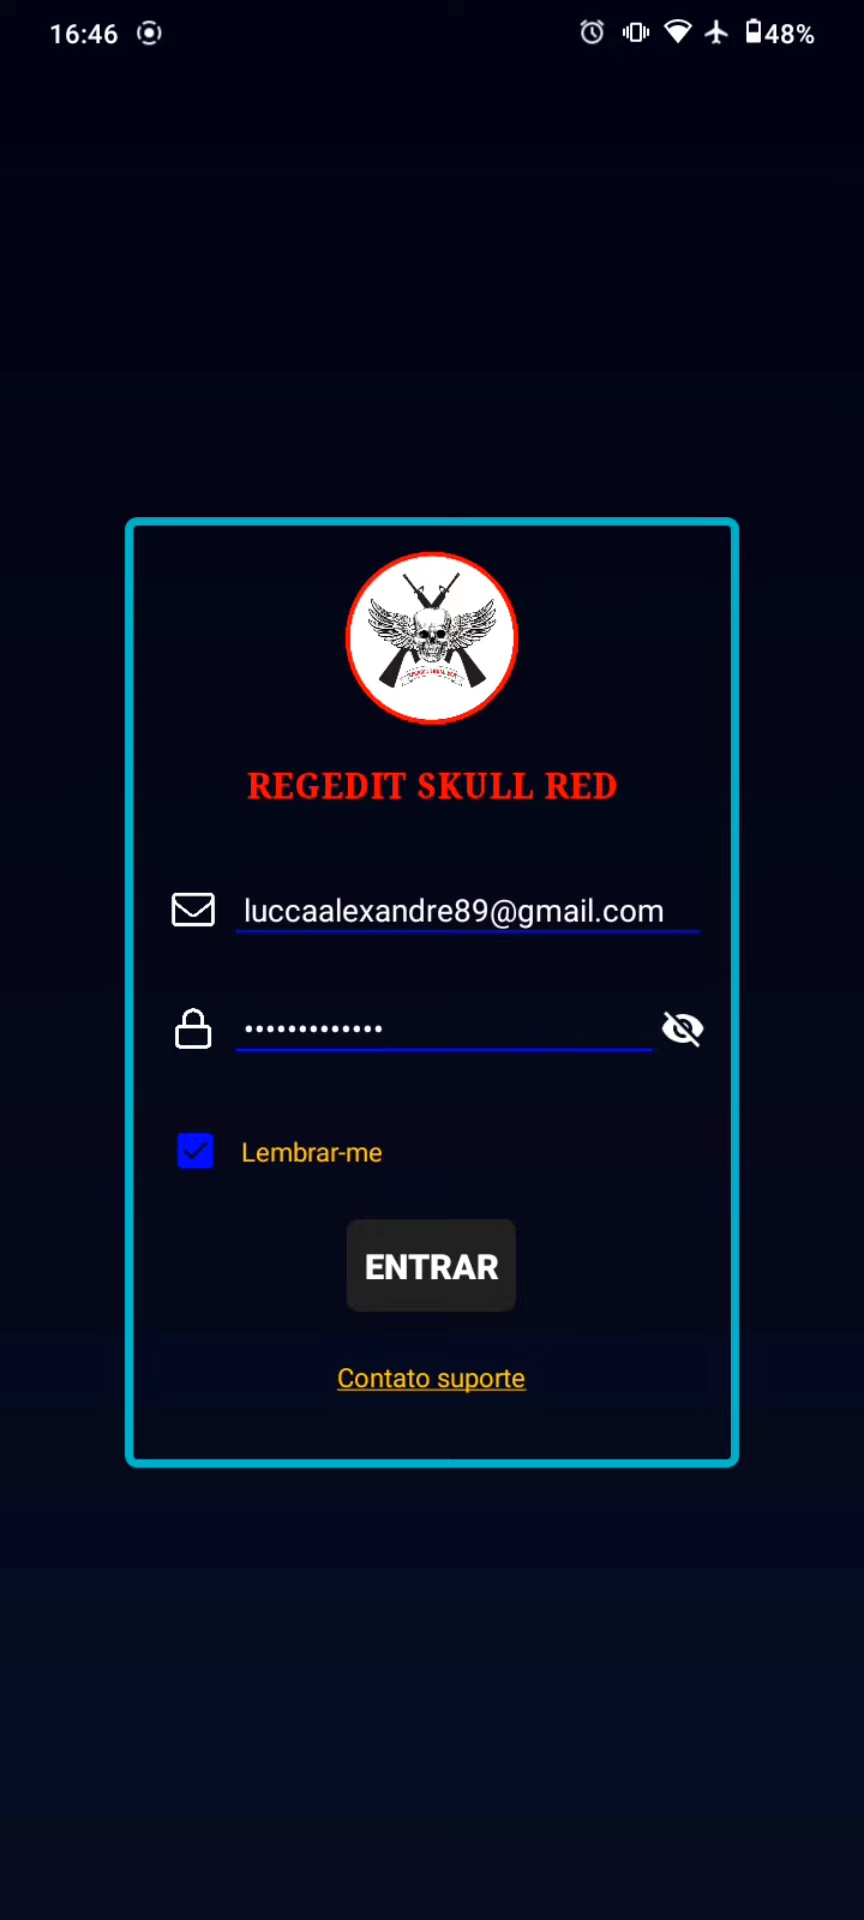 16:46
48%
REGEDIT SKULL RED
luccaalexandre89@gmail.com
•••••••••••••
Lembrar-me
ENTRAR
Contato suporte